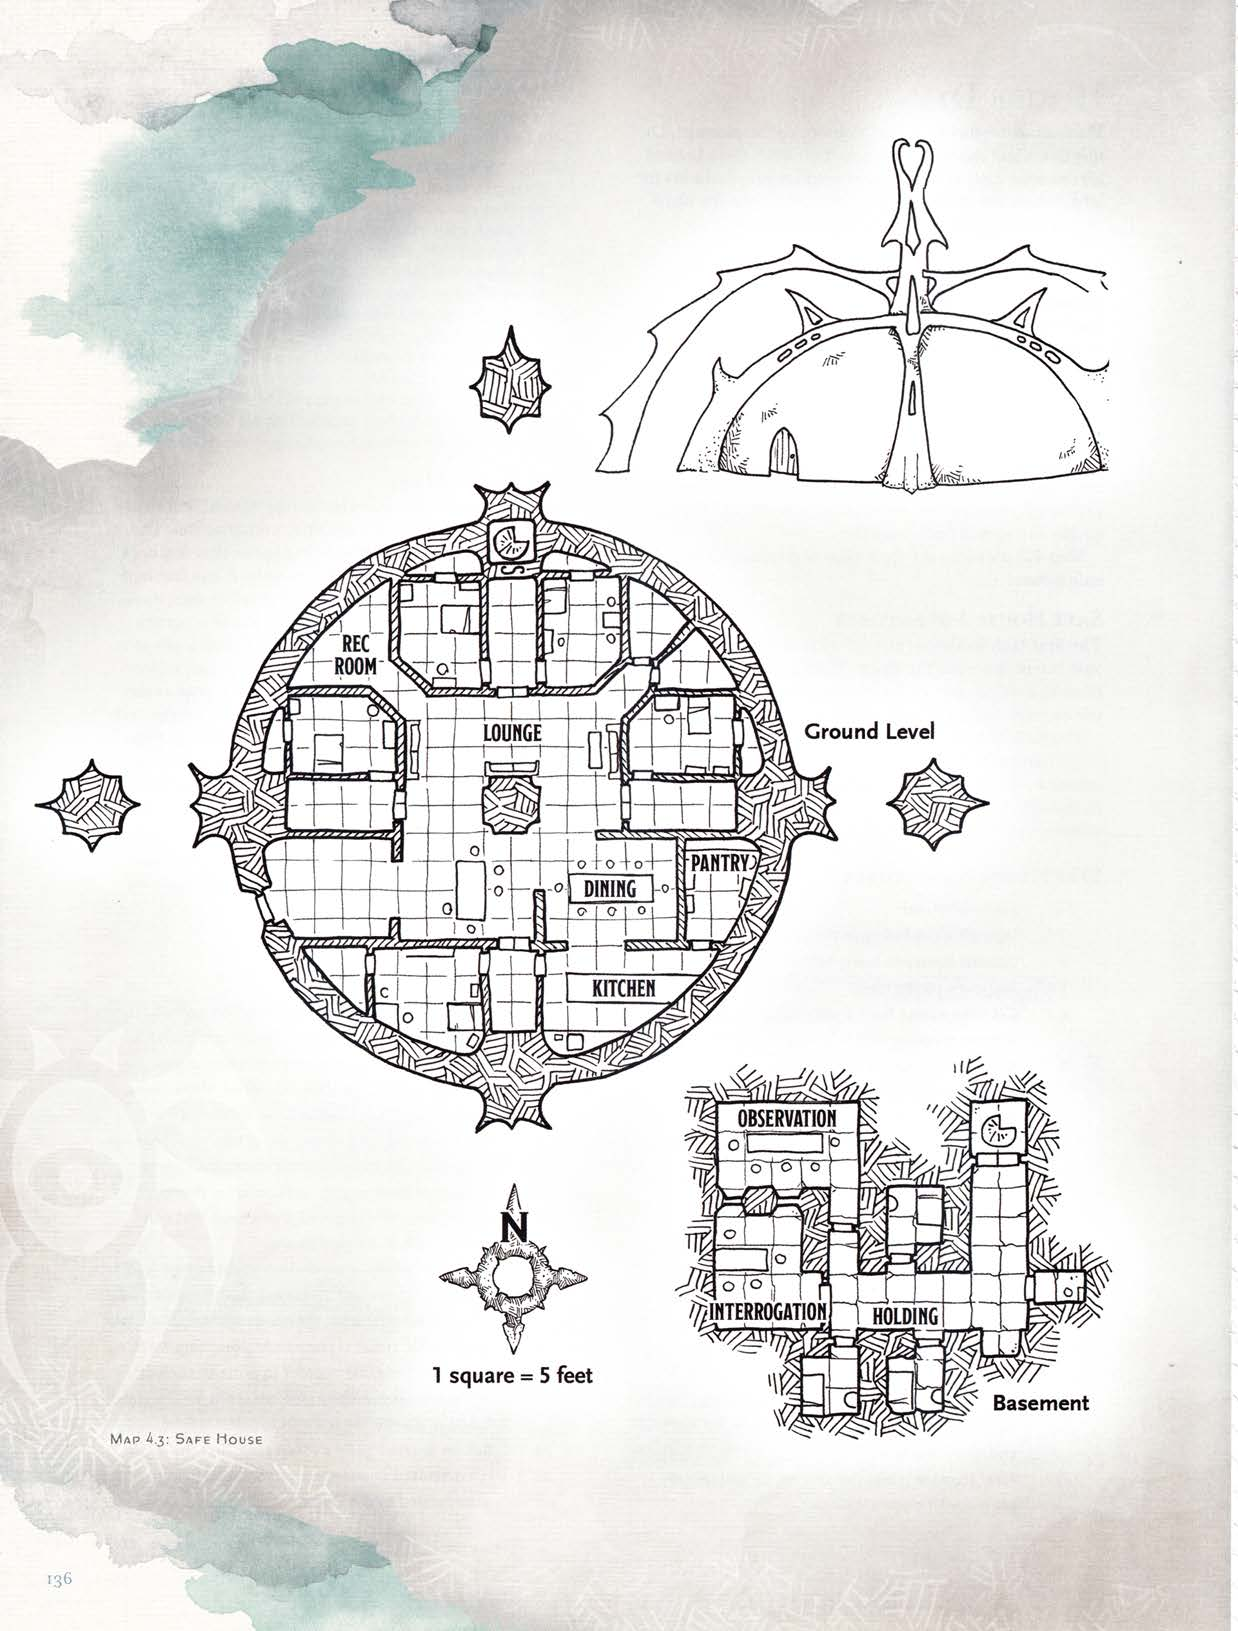 REC
ROOM
LOUNGE
Ground Level
PANTRY
DINING
KITCHEN
S
OBSERVATION
INTERROGATION
HOLDING
Basement
N
1 square = 5 feet
Map 4.3: Safe House
136